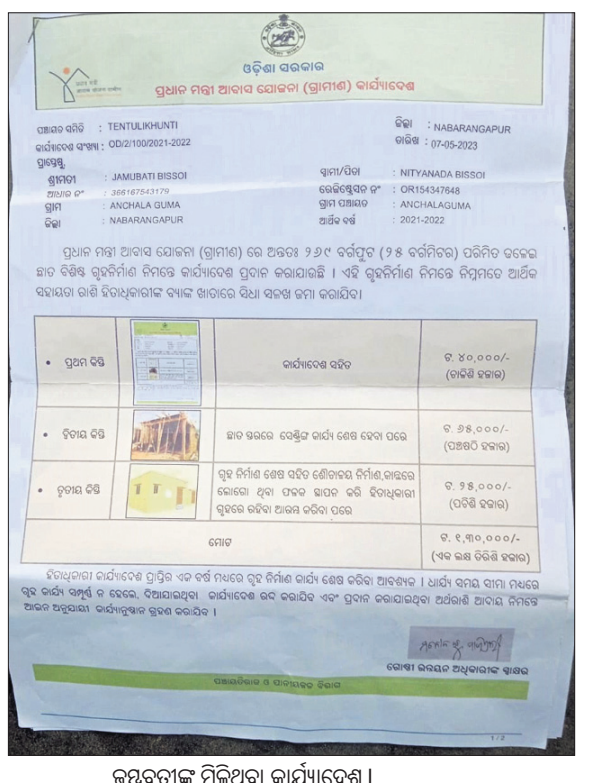 ଓଡ଼ିଶା ସରକାର
ପ୍ରଧାନ ମନ୍ତ୍ରୀ ଆବାସ ଯୋଜନା (ଗ୍ରାମୀଣ) କାର୍ଯ୍ୟାଦେଶ
ପଞ୍ଚାୟତ ସମିତି : TENTULIKHUNTI
ଜିଲ୍ଲା : NABARANGAPUR
କାର୍ଯ୍ୟାଦେଶ ସଂଖ୍ୟା : OD/2/100/2021-2022
ତାରିଖ : 07-05-2023
ପ୍ରାପ୍ତେଷୁ,
ଶ୍ରୀମତୀ : JAMUBATI BISSOI
ସ୍ୱାମୀ/ପିତା : NITYANADA BISSOI
ଆଧାର ନଂ : 366167543179
ରେଜିଷ୍ଟ୍ରେସନ ନଂ : OR154347648
ଗ୍ରାମ : ANCHALA GUMA
ଗ୍ରାମ ପଞ୍ଚାୟତ : ANCHALAGUMA
ଜିଲ୍ଲା : NABARANGAPUR
ଆର୍ଥିକ ବର୍ଷ : 2021-2022
ପ୍ରଧାନ ମନ୍ତ୍ରୀ ଆବାସ ଯୋଜନା (ଗ୍ରାମୀଣ) ରେ ଅନ୍ତତଃ ୨୬୯ ବର୍ଗଫୁଟ (୨୫ ବର୍ଗମିଟର) ପରିମିତ ଢଳେଇ
ଛାତ ବିଶିଷ୍ଟ ଗୃହନିର୍ମାଣ ନିମନ୍ତେ କାର୍ଯ୍ୟାଦେଶ ପ୍ରଦାନ କରାଯାଉଛି । ଏହି ଗୃହନିର୍ମାଣ ନିମନ୍ତେ ନିମ୍ନମତେ ଆର୍ଥିକ
ସହାୟତା ରାଶି ହିତାଧିକାରୀଙ୍କ ବ୍ୟାଙ୍କ ଖାତାରେ ସିଧା ସଳଖ ଜମା କରାଯିବ।
• ପ୍ରଥମ କିସ୍ତି
କାର୍ଯ୍ୟାଦେଶ ସହିତ
ଟ. ୪୦,୦୦୦/-
(ଚାଳିଶି ହଜାର)
• ଦ୍ୱିତୀୟ କିସ୍ତି
ଛାତ ସ୍ତରରେ ସେଣ୍ଟ୍ରିଙ୍ଗ କାର୍ଯ୍ୟ ଶେଷ ହେବା ପରେ
ଟ. ୬୫,୦୦୦/-
(ପଞ୍ଚଷଠି ହଜାର)
• ତୃତୀୟ କିସ୍ତି
ଗୃହ ନିର୍ମାଣ ଶେଷ ସହିତ ଶୌଚାଳୟ ନିର୍ମାଣ,କାନ୍ଥରେ
ଲୋଗୋ ଥିବା ଫଳକ ସ୍ଥାପନ କରି ହିତାଧିକାରୀ
ଗୃହରେ ରହିବା ଆରମ୍ଭ କରିବା ପରେ
ଟ. ୨୫,୦୦୦/-
(ପଚିଶି ହଜାର)
ମୋଟ
ଟ. ୧,୩୦,୦୦୦/-
(ଏକ ଲକ୍ଷ ତିରିଶି ହଜାର)
ହିତାଧିକାରୀ କାର୍ଯ୍ୟାଦେଶ ପ୍ରାପ୍ତିର ଏକ ବର୍ଷ ମଧ୍ୟରେ ଗୃହ ନିର୍ମାଣ କାର୍ଯ୍ୟ ଶେଷ କରିବା ଆବଶ୍ୟକ । ଧାର୍ଯ୍ୟ ସମୟ ସୀମା ମଧ୍ୟରେ
ଗୃହ କାର୍ଯ୍ୟ ସମ୍ପୂର୍ଣ୍ଣ ନ ହେଲେ, ଦିଆଯାଇଥିବା କାର୍ଯ୍ୟାଦେଶ ରଦ୍ଦ କରାଯିବ ଏବଂ ପ୍ରଦାନ କରାଯାଇଥିବା ଅର୍ଥରାଶି ଆଦାୟ ନିମନ୍ତେ
ଆଇନ ଅନୁଯାୟୀ କାର୍ଯ୍ୟାନୁଷ୍ଠାନ ଗ୍ରହଣ କରାଯିବ ।
ଗୋଷ୍ଠୀ ଉନ୍ନୟନ ଅଧିକାରୀଙ୍କ ସ୍ୱାକ୍ଷର
ପଞ୍ଚାୟତିରାଜ ଓ ପାନୀୟଜଳ ବିଭାଗ
1/2
ଜମ୍ଭୁବତୀଙ୍କୁ ମିଳିଥିବା କାର୍ଯ୍ୟାଦେଶ।